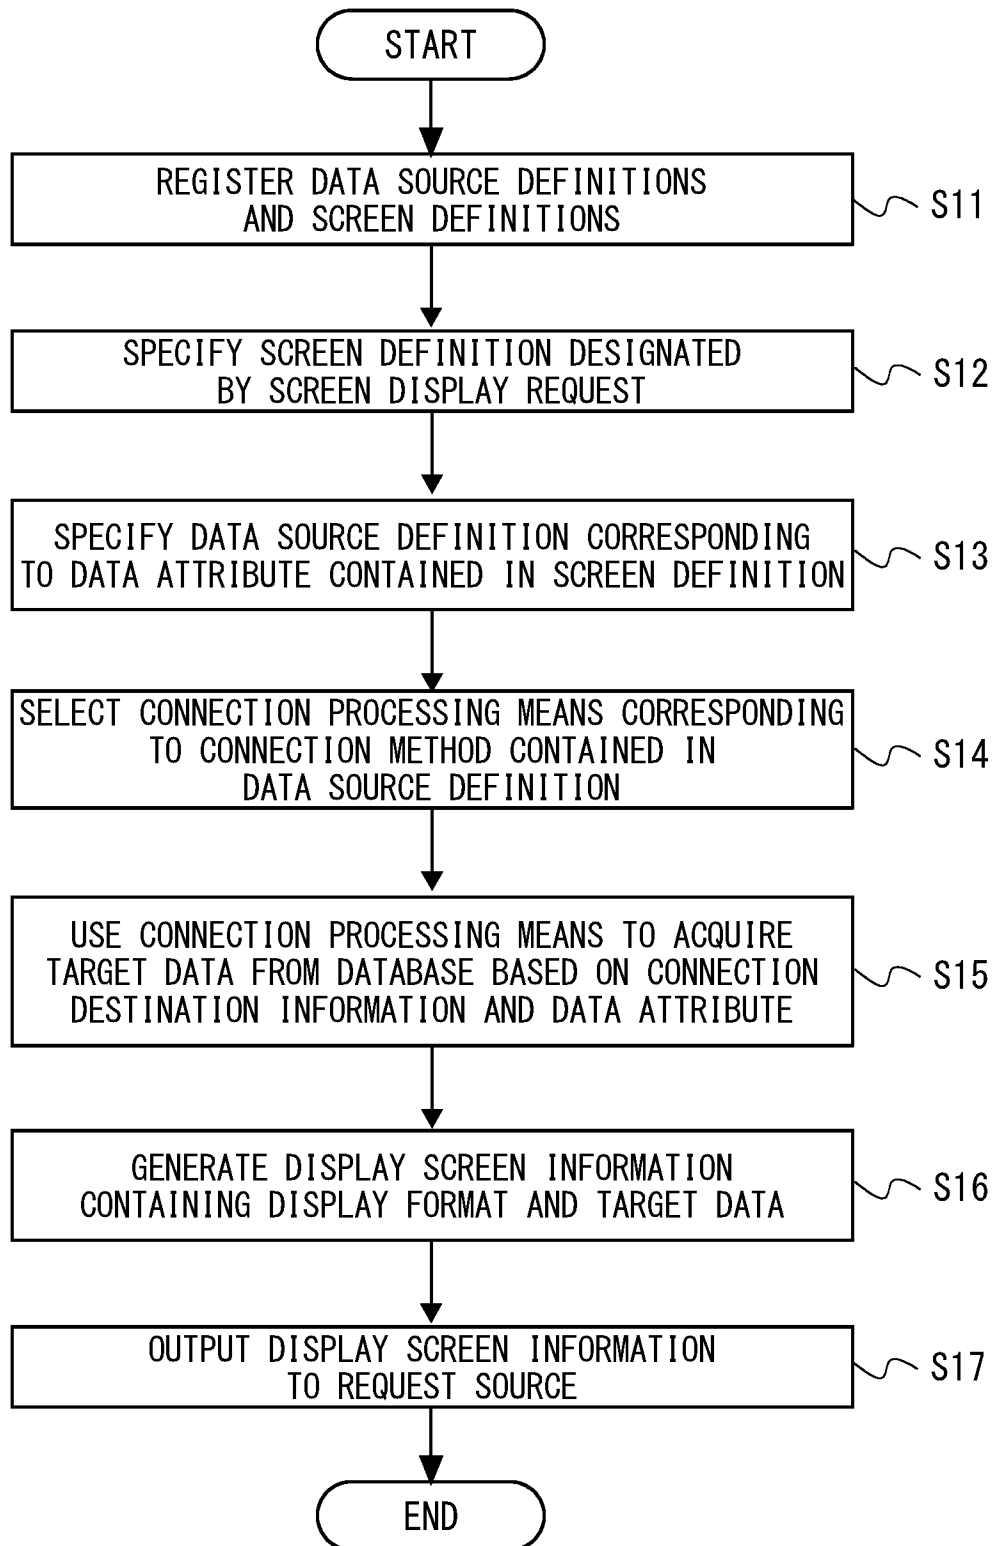 START
REGISTER DATA SOURCE DEFINITIONS
AND SCREEN DEFINITIONS
S11
SPECIFY SCREEN DEFINITION DESIGNATED
BY SCREEN DISPLAY REQUEST
S12
SPECIFY DATA SOURCE DEFINITION CORRESPONDING
TO DATA ATTRIBUTE CONTAINED IN SCREEN DEFINITION
S13
SELECT CONNECTION PROCESSING MEANS CORRESPONDING
TO CONNECTION METHOD CONTAINED IN
DATA SOURCE DEFINITION
S14
USE CONNECTION PROCESSING MEANS TO ACQUIRE
TARGET DATA FROM DATABASE BASED ON CONNECTION
DESTINATION INFORMATION AND DATA ATTRIBUTE
S15
GENERATE DISPLAY SCREEN INFORMATION
CONTAINING DISPLAY FORMAT AND TARGET DATA
S16
OUTPUT DISPLAY SCREEN INFORMATION
TO REQUEST SOURCE
S17
END